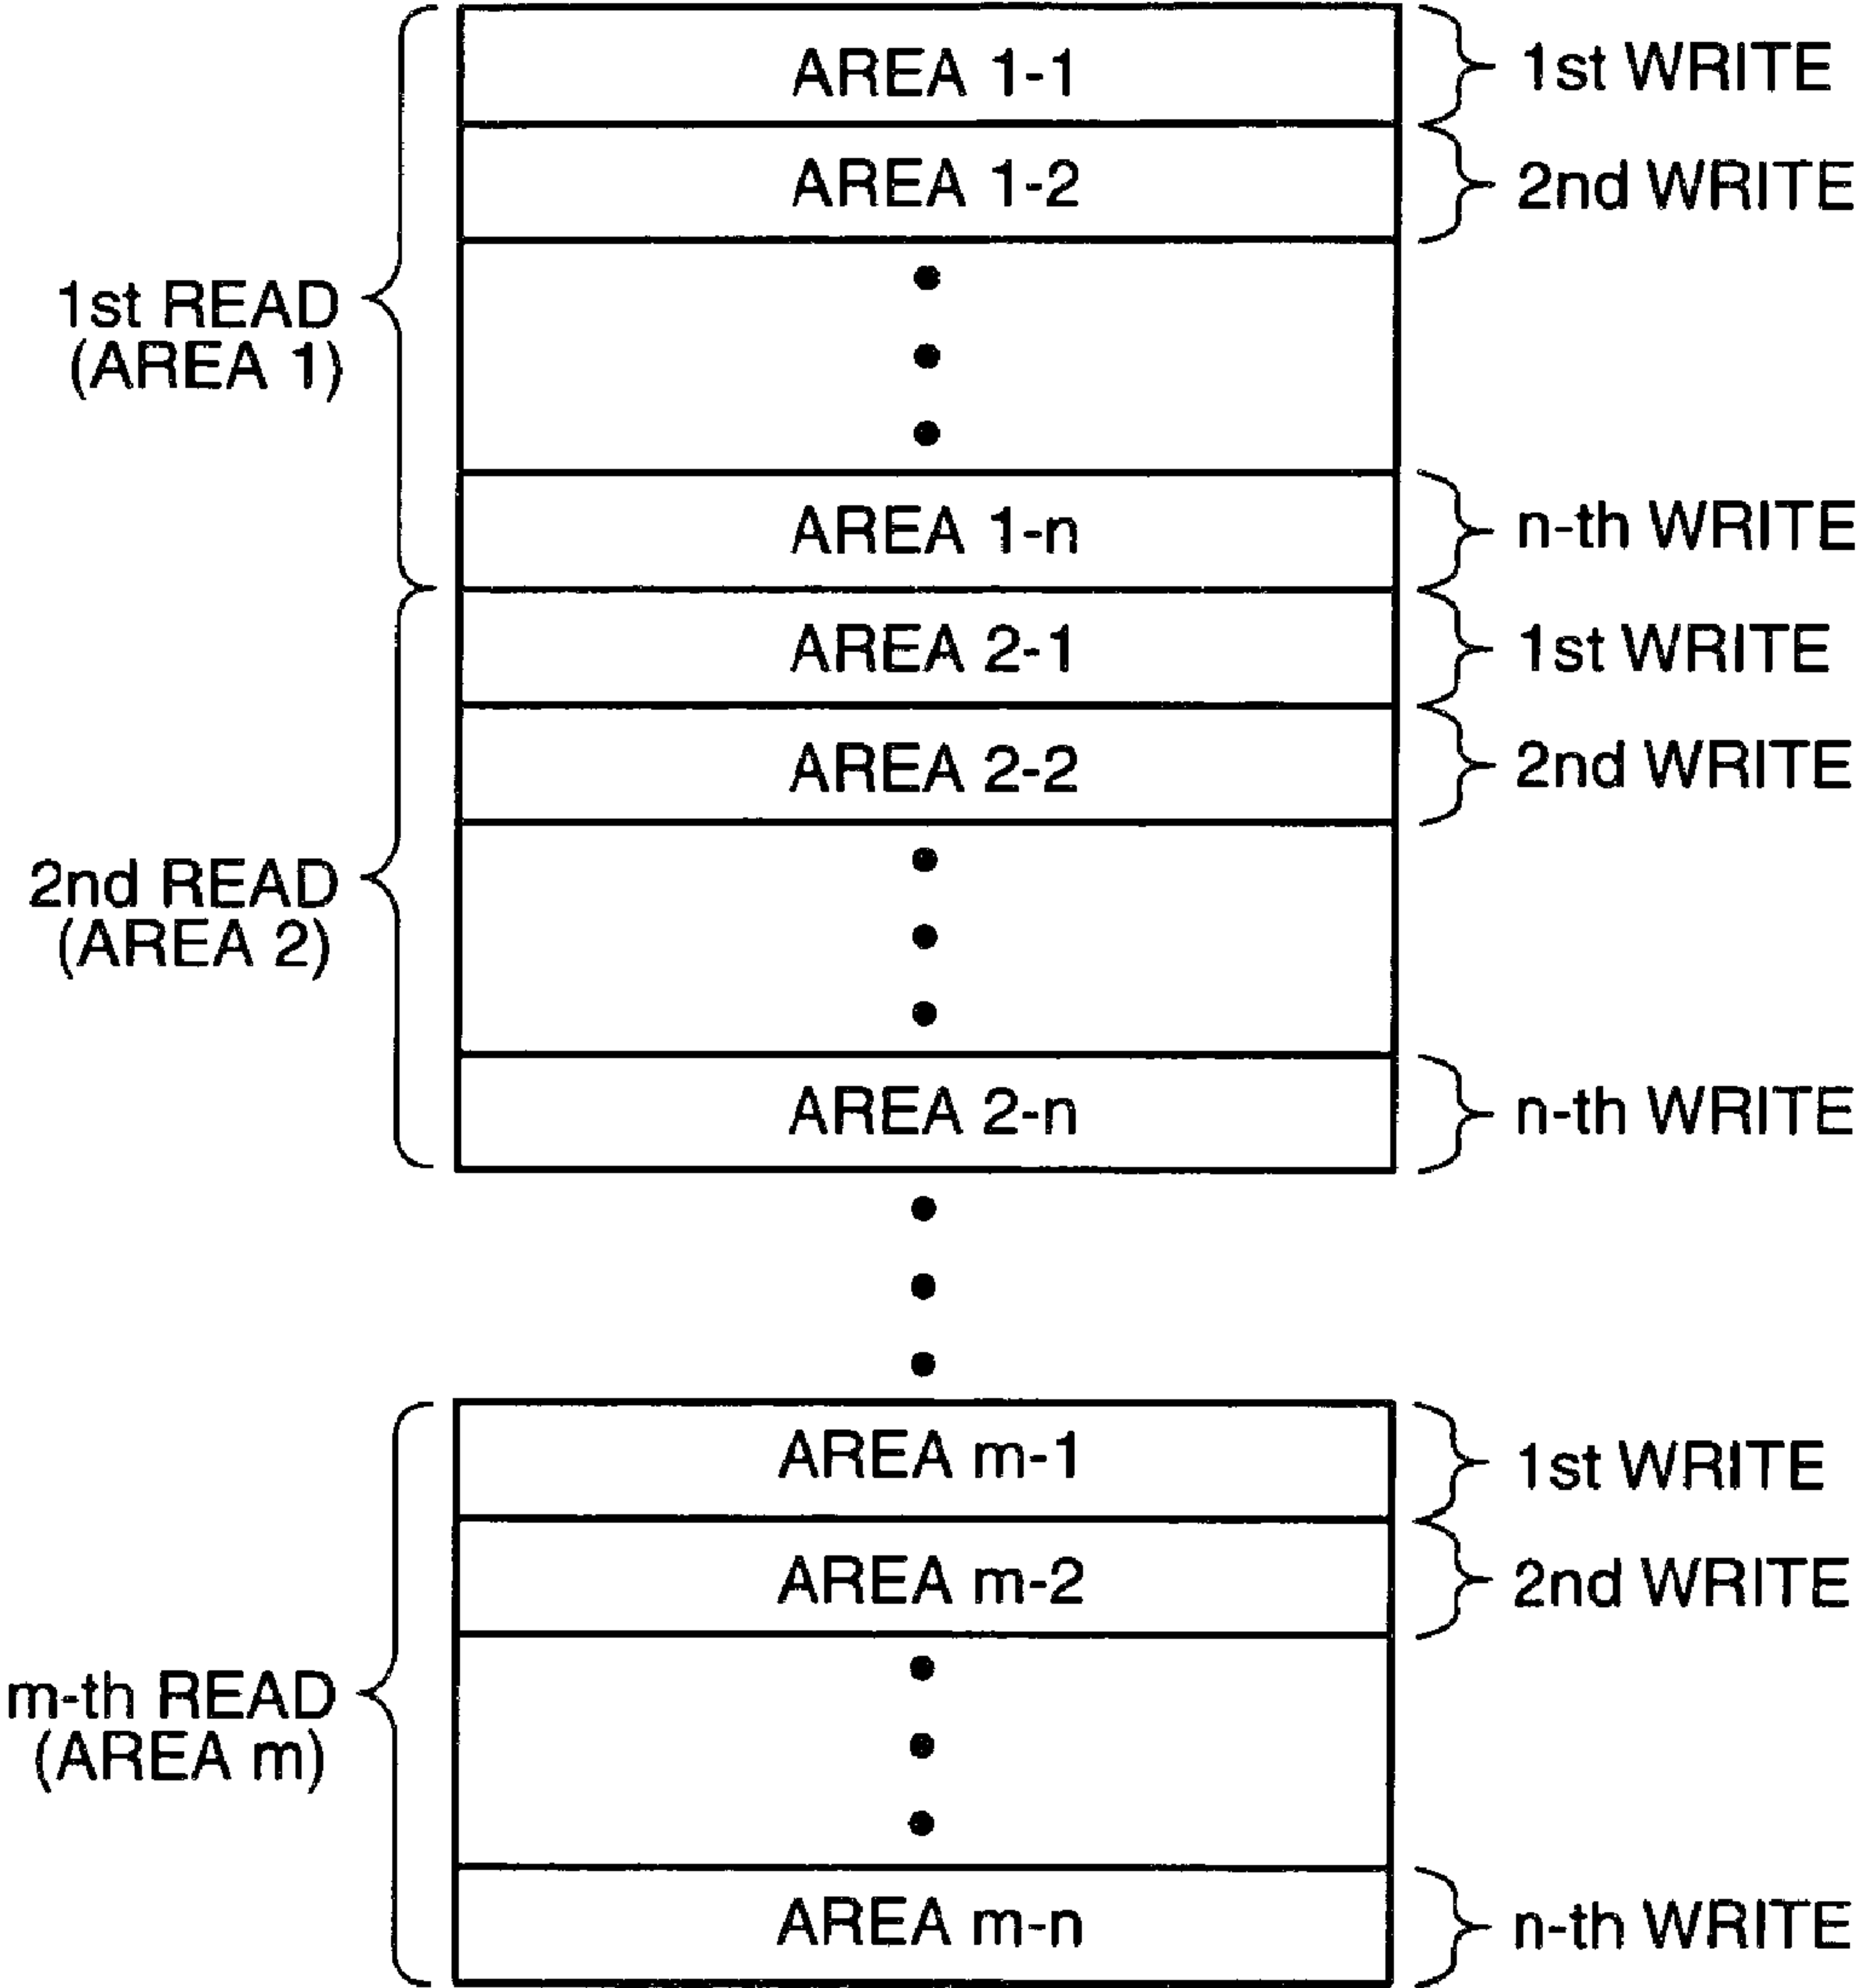 AREA 1-1
1st WRITE
AREA 1-2
2nd WRITE
1st READ
(AREA 1)
AREA 1-n
n-th WRITE
AREA 2-1
1st WRITE
AREA 2-2
2nd WRITE
2nd READ
(AREA 2)
AREA 2-n
n-th WRITE
AREA m-1
1st WRITE
AREA m-2
2nd WRITE
m-th READ
(AREA m)
AREA m-n
n-th WRITE